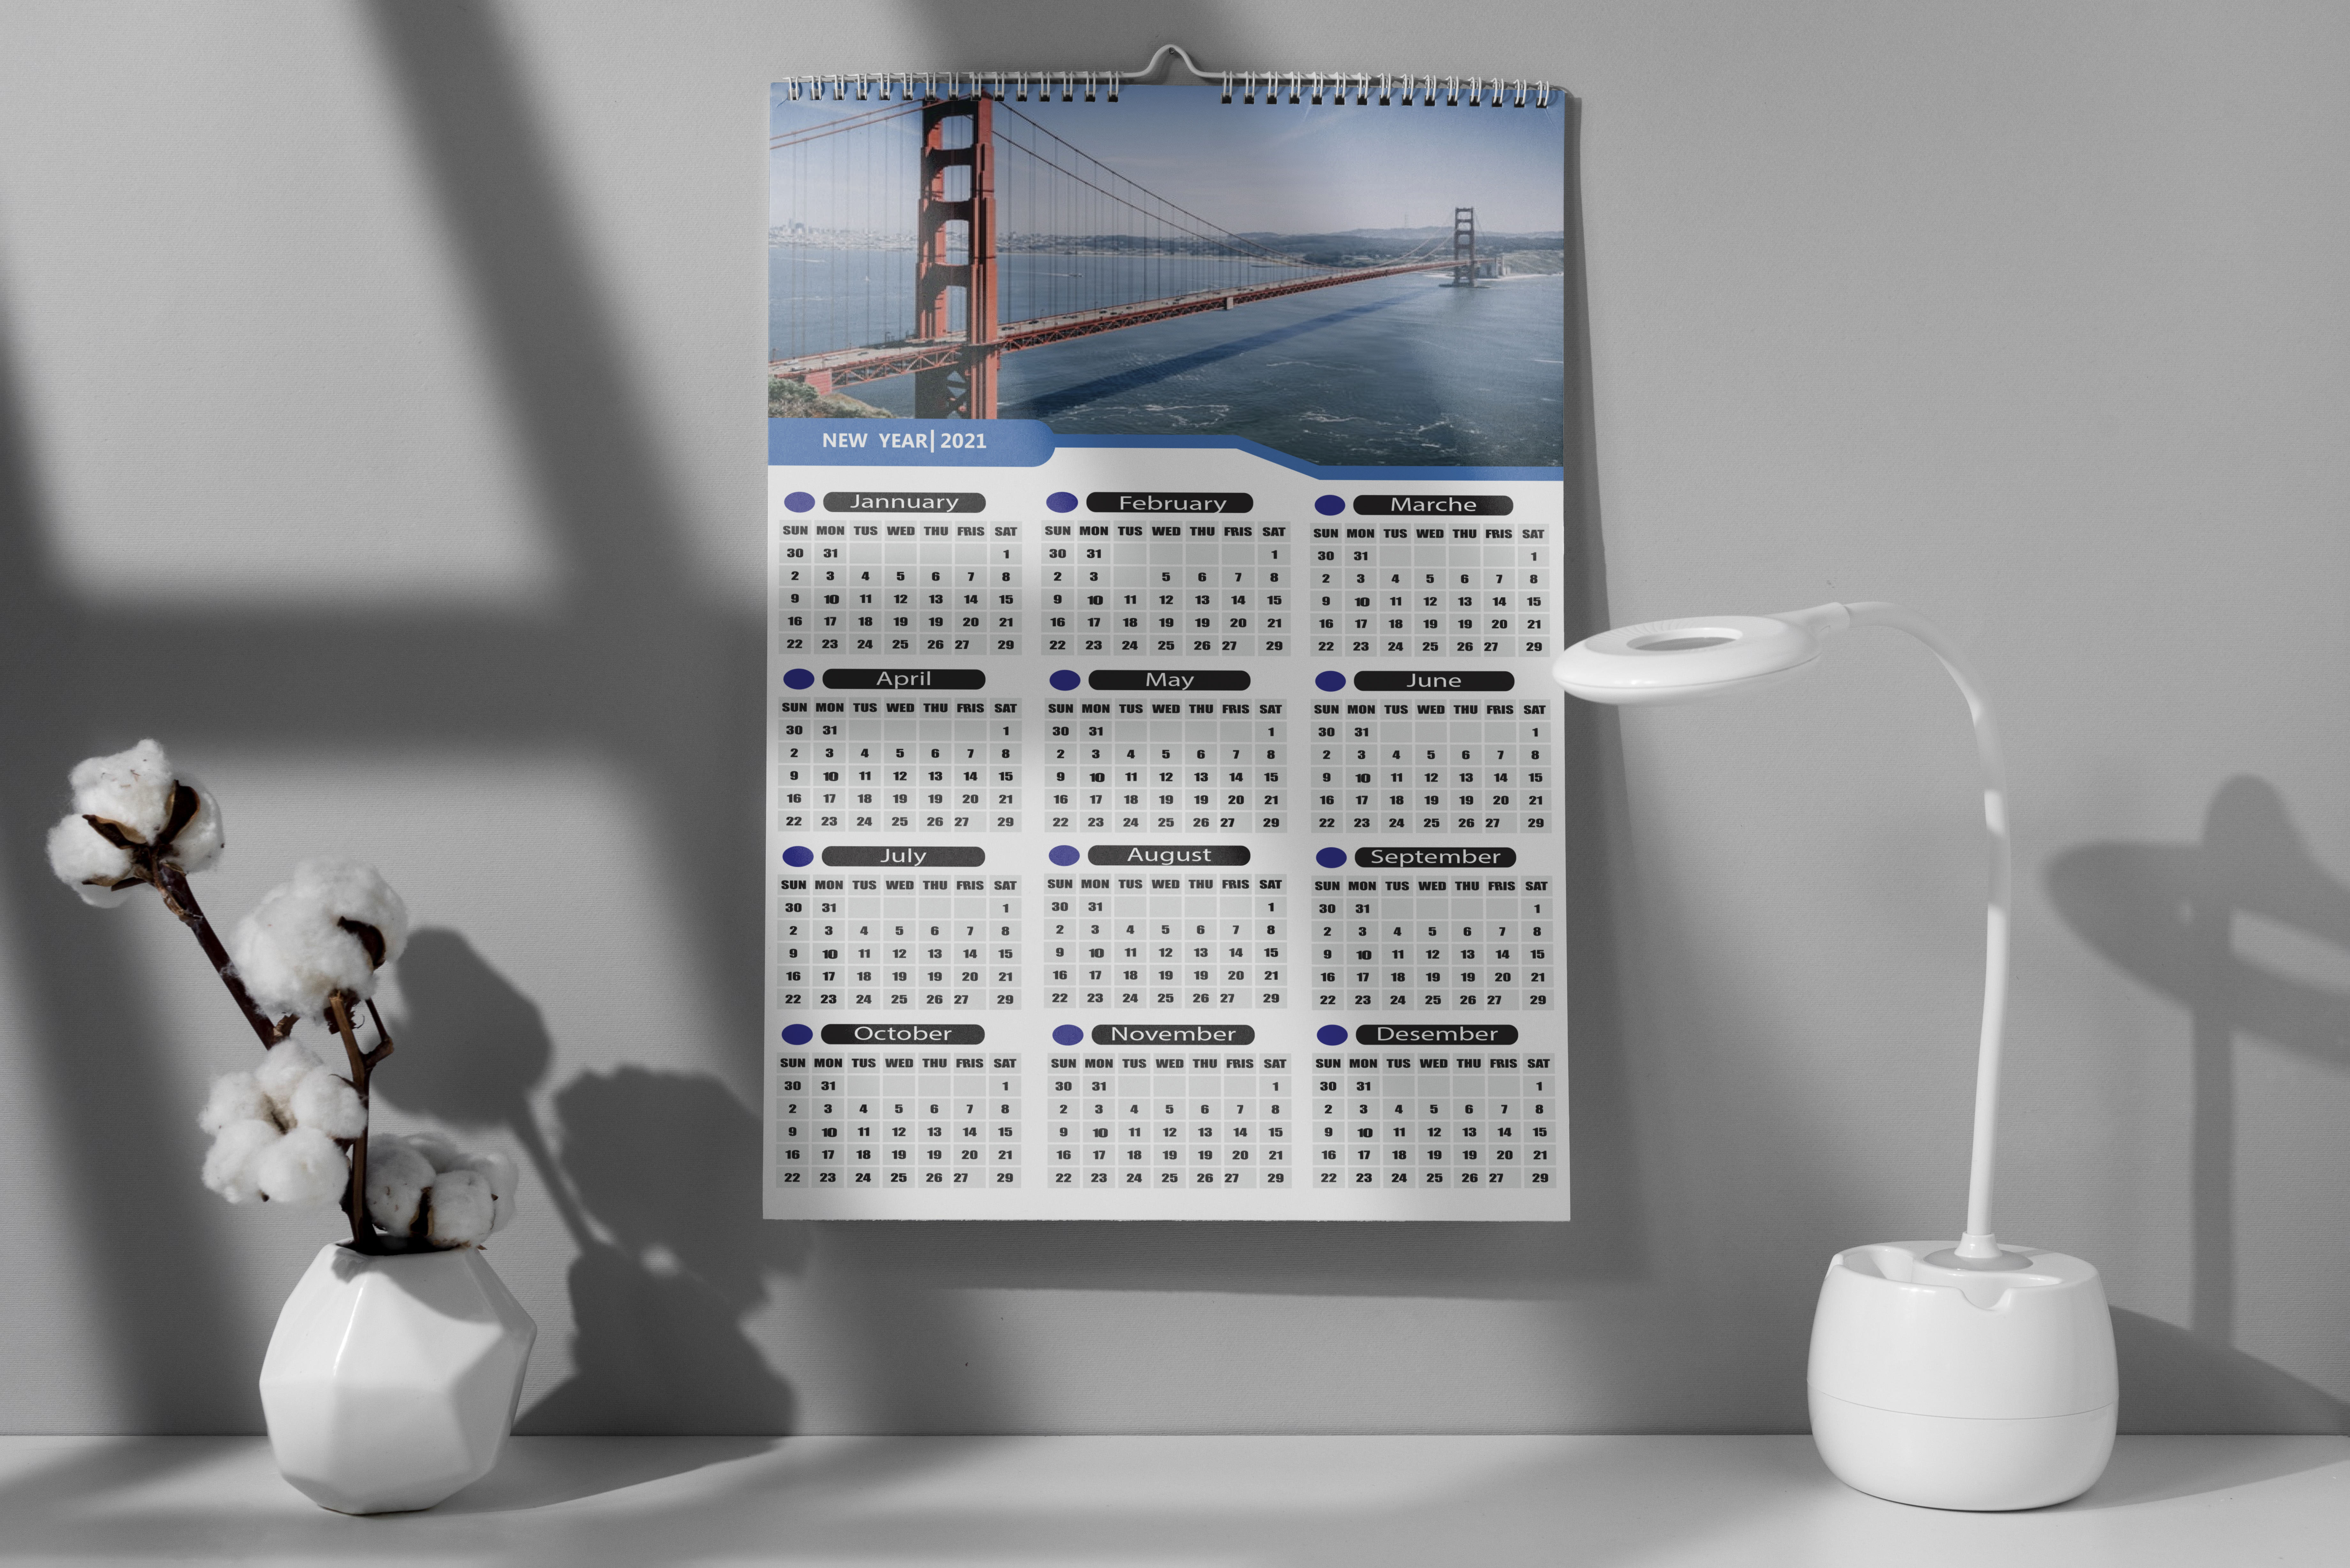 NEW YEAR| 2021
Jannuary February Marche
SUN MON TUS WED THU FRIS SAT SUN MON TUS WED THU FRIS SAT SUN MON TUS WED THU FRIS SAT
30 31 1 30 31 1 30 31 1
2 3 4 5 6 7 8 2 3 5 6 7 8 2 3 4 5 6 7 8
9 10 11 12 13 14 15 9 10 11 12 13 14 15 9 10 11 12 13 14 15
16 17 18 19 19 20 21 16 17 18 19 19 20 21 16 17 18 19 19 20 21
22 23 24 25 26 27 29 22 23 24 25 26 27 29 22 23 24 25 26 27 29
April May June
SUN MON TUS WED THU FRIS SAT SUN MON TUS WED THU FRIS SAT SUN MON TUS WED THU FRIS SAT
30 31 1 30 31 1 30 31 1
2 3 4 5 6 7 8 2 3 4 5 6 7 8 2 3 4 5 6 7 8
9 10 11 12 13 14 15 9 10 11 12 13 14 15 9 10 11 12 13 14 15
16 17 18 19 19 20 21 16 17 18 19 19 20 21 16 17 18 19 19 20 21
22 23 24 25 26 27 29 22 23 24 25 26 27 29 22 23 24 25 26 27 29
July August September
SUN MON TUS WED THU FRIS SAT SUN MON TUS WED THU FRIS SAT SUN MON TUS WED THU FRIS SAT
30 31 1 30 31 1 30 31 1
2 3 4 5 6 7 8 2 3 4 5 6 7 8 2 3 4 5 6 7 8
9 10 11 12 13 14 15 9 10 11 12 13 14 15 9 10 11 12 13 14 15
16 17 18 19 19 20 21 16 17 18 19 19 20 21 16 17 18 19 19 20 21
22 23 24 25 26 27 29 22 23 24 25 26 27 29 22 23 24 25 26 27 29
October November Desember
SUN MON TUS WED THU FRIS SAT SUN MON TUS WED THU FRIS SAT SUN MON TUS WED THU FRIS SAT
30 31 1 30 31 1 30 31 1
2 3 4 5 6 7 8 2 3 4 5 6 7 8 2 3 4 5 6 7 8
9 10 11 12 13 14 15 9 10 11 12 13 14 15 9 10 11 12 13 14 15
16 17 18 19 19 20 21 16 17 18 19 19 20 21 16 17 18 19 19 20 21
22 23 24 25 26 27 29 22 23 24 25 26 27 29 22 23 24 25 26 27 29